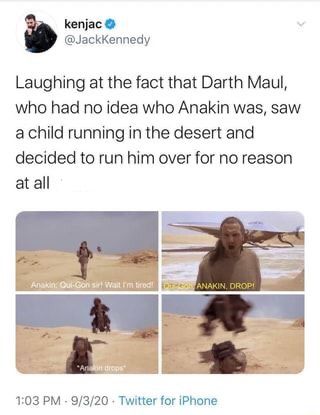 kenjac
@JackKennedy
Laughing at the fact that Darth Maul,
who had no idea who Anakin was, saw
a child running in the desert and
decided to run him over for no reason
at all
Anakin: Qui-Gon sir! Wait I'm tired!
Qui-Gon: ANAKIN, DROP!
*Anakin drops*
1:03 PM · 9/3/20 · Twitter for iPhone